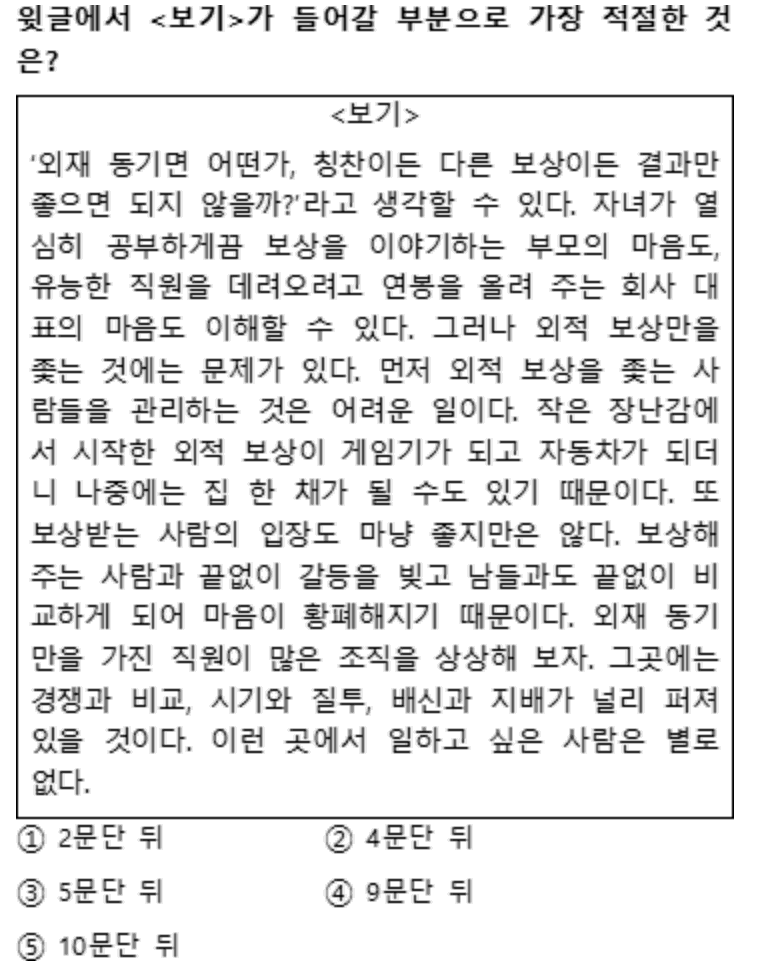 윗글에서 <보기>가 들어갈 부분으로 가장 적절한 것
은?
<보기>
‘외재 동기면 어떤가, 칭찬이든 다른 보상이든 결과만
좋으면 되지 않을까?’라고 생각할 수 있다. 자녀가 열
심히 공부하게끔 보상을 이야기하는 부모의 마음도,
유능한 직원을 데려오려고 연봉을 올려 주는 회사 대
표의 마음도 이해할 수 있다. 그러나 외적 보상만을
좇는 것에는 문제가 있다. 먼저 외적 보상을 좇는 사
람들을 관리하는 것은 어려운 일이다. 작은 장난감에
서 시작한 외적 보상이 게임기가 되고 자동차가 되더
니 나중에는 집 한 채가 될 수도 있기 때문이다. 또
보상받는 사람의 입장도 마냥 좋지만은 않다. 보상해
주는 사람과 끝없이 갈등을 빚고 남들과도 끝없이 비
교하게 되어 마음이 황폐해지기 때문이다. 외재 동기
만을 가진 직원이 많은 조직을 상상해 보자. 그곳에는
경쟁과 비교, 시기와 질투, 배신과 지배가 널리 퍼져
있을 것이다. 이런 곳에서 일하고 싶은 사람은 별로
없다.
① 2문단 뒤 ② 4문단 뒤
③ 5문단 뒤 ④ 9문단 뒤
⑤ 10문단 뒤